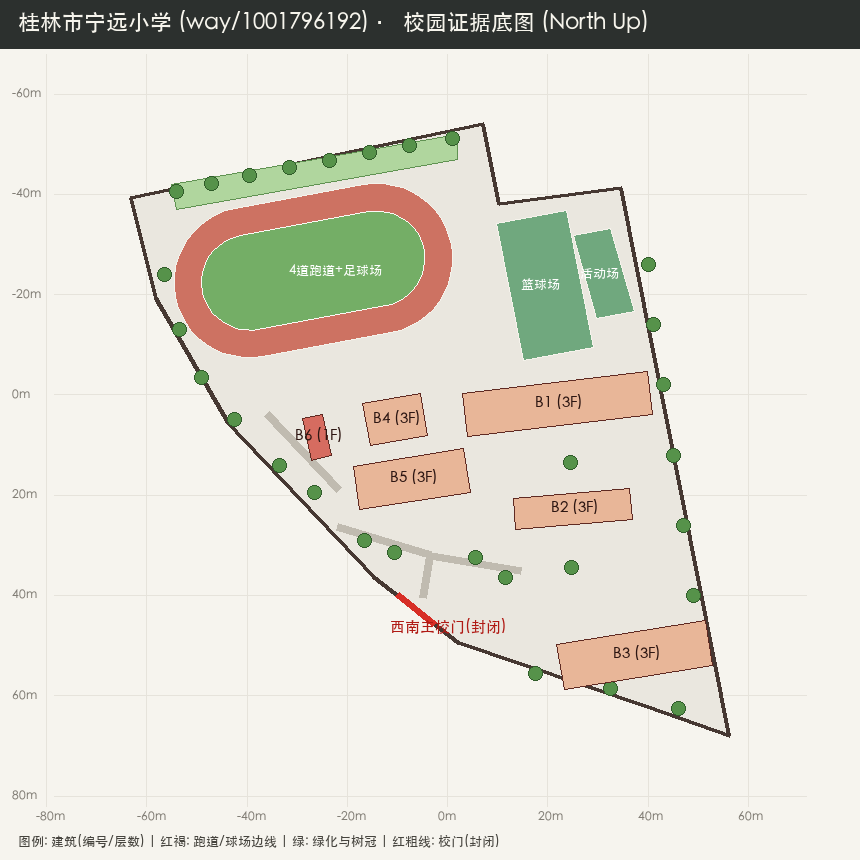 桂林市宁远小学 (way/1001796192) · 校园证据底图 (North Up)
-60m
-40m
4道跑道+足球场
活动场
篮球场
-20m
0m
B1 (3F)
B4 (3F)
B6 (1F)
B5 (3F)
20m
B2 (3F)
40m
西南主校门(封闭)
B3 (3F)
60m
80m
-80m
-60m
-40m
-20m
0m
20m
40m
60m
图例: 建筑(编号/层数) | 红褐: 跑道/球场边线 | 绿: 绿化与树冠 | 红粗线: 校门(封闭)